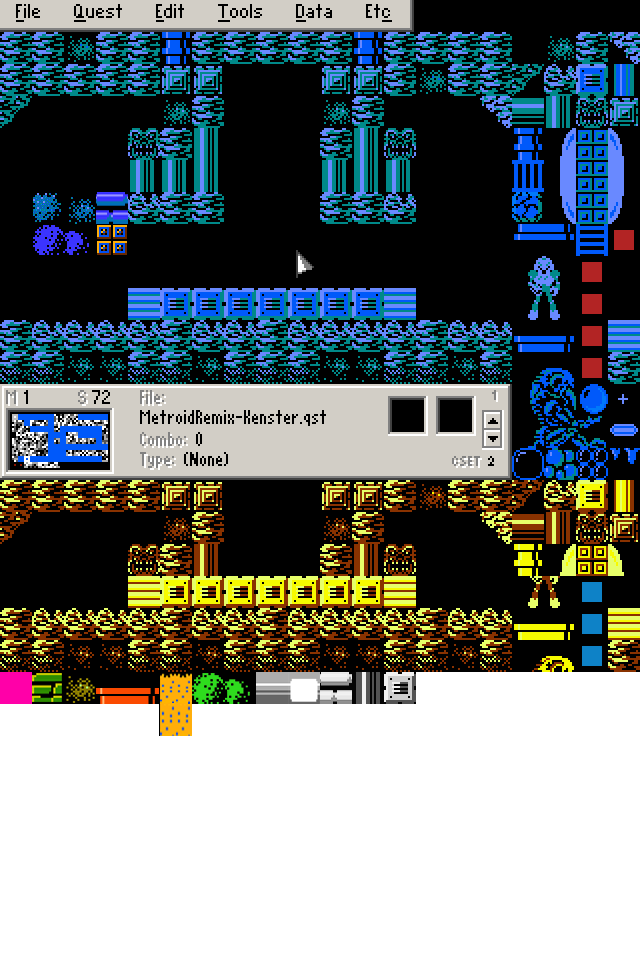 File Quest Edit Tools Data Etc
M 1 S 72
File:
MetroidRemix-Kenster.qst
Combo: 0
Type: (None)
1
CSET 2